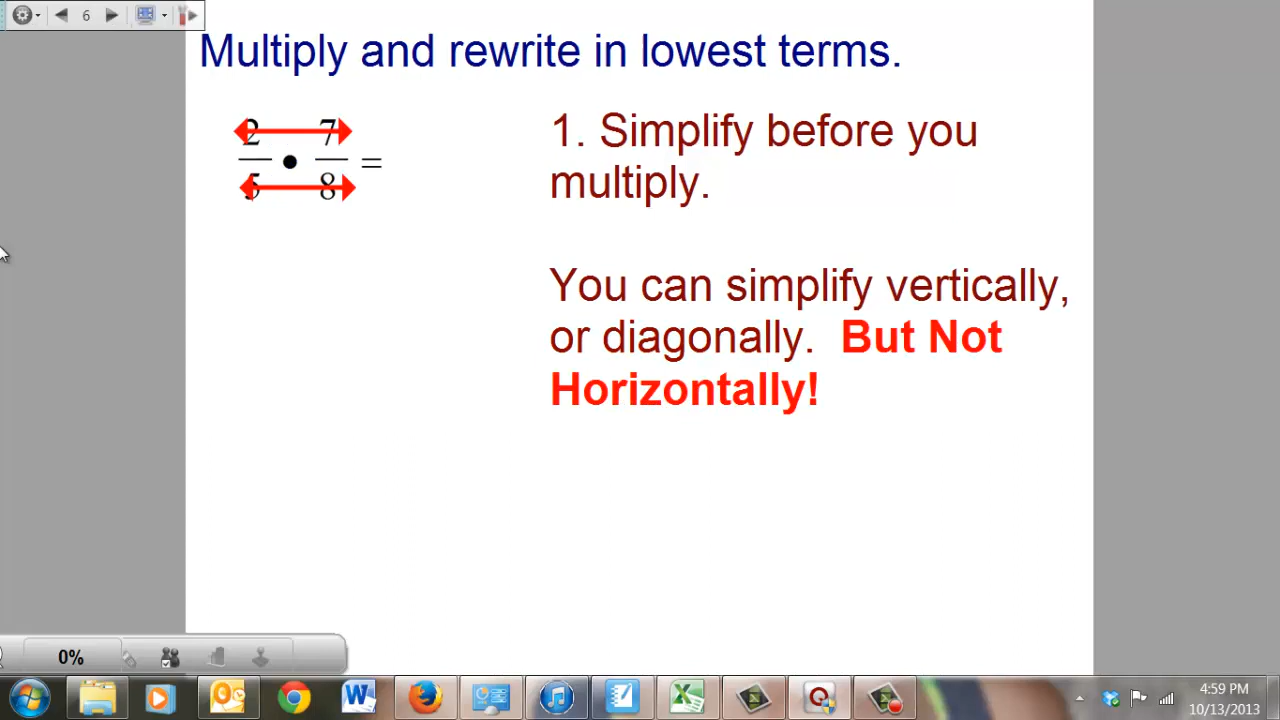 6
Multiply and rewrite in lowest terms.
2 7
• =
5 8
1. Simplify before you
multiply.
You can simplify vertically,
or diagonally. But Not
Horizontally!
0%
4:59 PM
10/13/2013